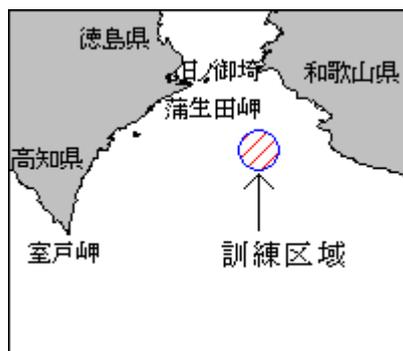 徳島県
日ノ御埼
和歌山県
蒲生田岬
高知県
室戸岬
訓練区域